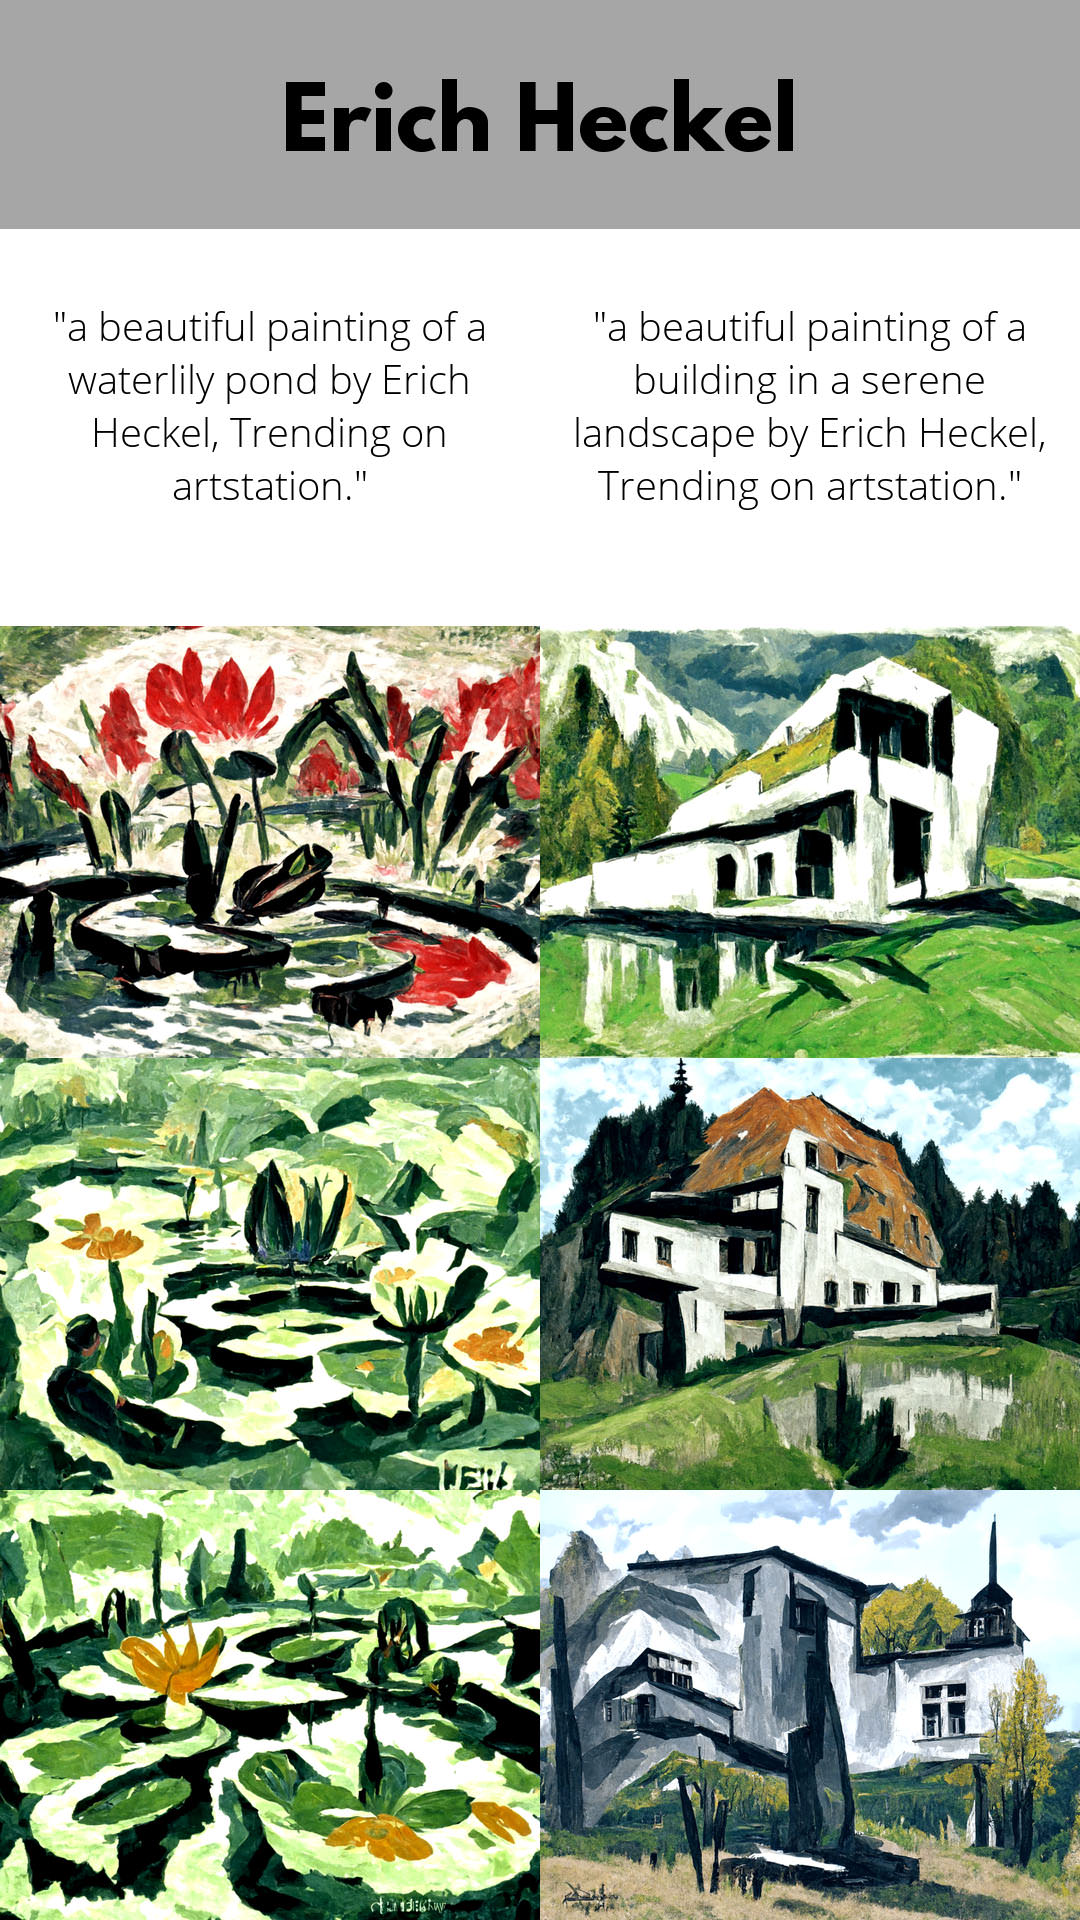 Erich Heckel
"a beautiful painting of a
waterlily pond by Erich
Heckel, Trending on
artstation."
"a beautiful painting of a
building in a serene
landscape by Erich Heckel,
Trending on artstation."